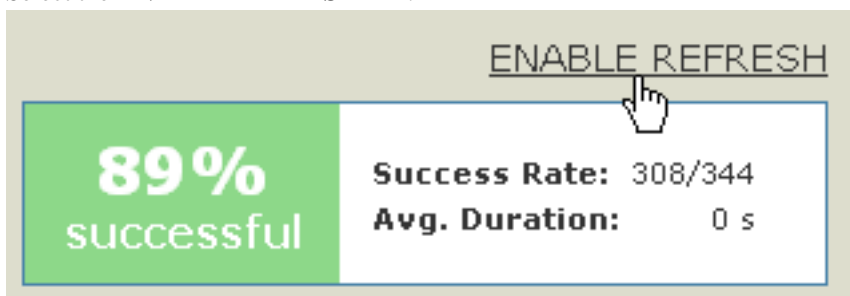 ENABLE REFRESH
89%
successful
Success Rate: 308/344
Avg. Duration: 0 s